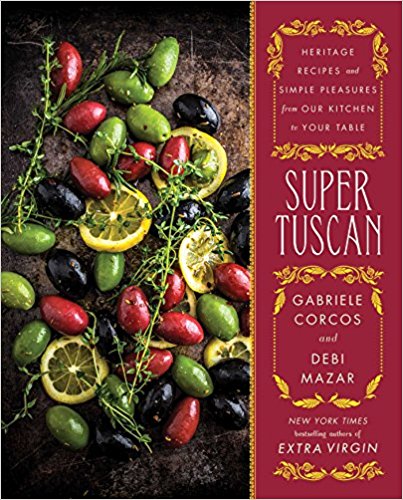 HERITAGE
RECIPES and
SIMPLE PLEASURES
from OUR KITCHEN
to YOUR TABLE
SUPER
TUSCAN
GABRIELE
CORCOS
and
DEBI
MAZAR
NEW YORK TIMES
bestselling authors of
EXTRA VIRGIN